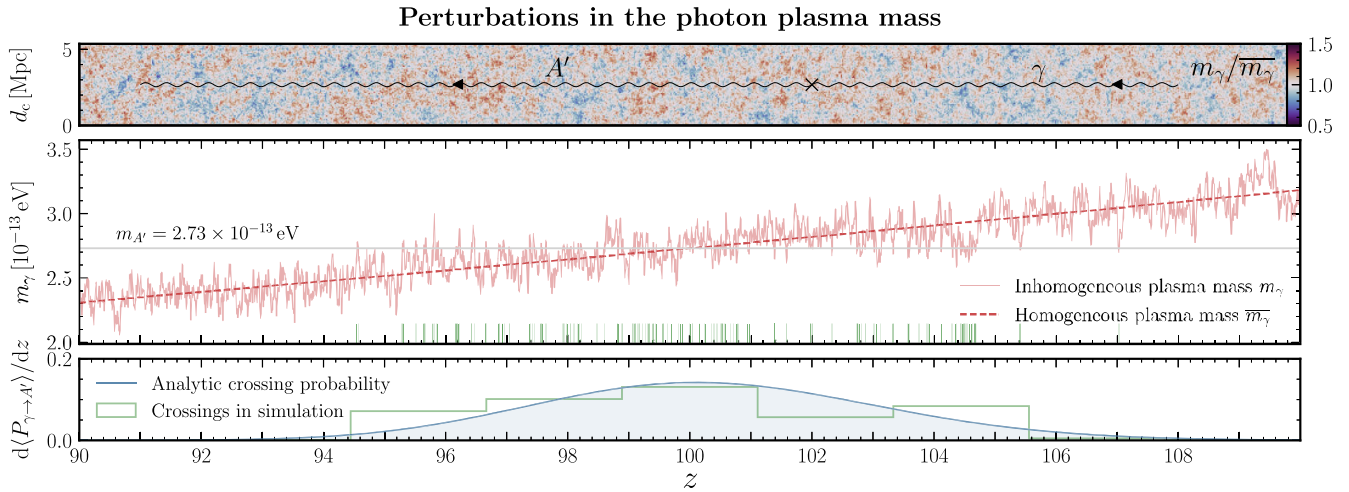 Perturbations in the photon plasma mass
d_c [Mpc]
5
0
A′
γ
m_γ/\overline{m_γ}
1.5
1.0
0.5
m_γ [10⁻¹³ eV]
3.5
3.0
2.5
2.0
m_{A′} = 2.73 × 10⁻¹³ eV
Inhomogeneous plasma mass m_γ
Homogeneous plasma mass \overline{m_γ}
d⟨P_{γ→A′}⟩/dz
0.2
0.0
Analytic crossing probability
Crossings in simulation
90 92 94 96 98 100 102 104 106 108
z